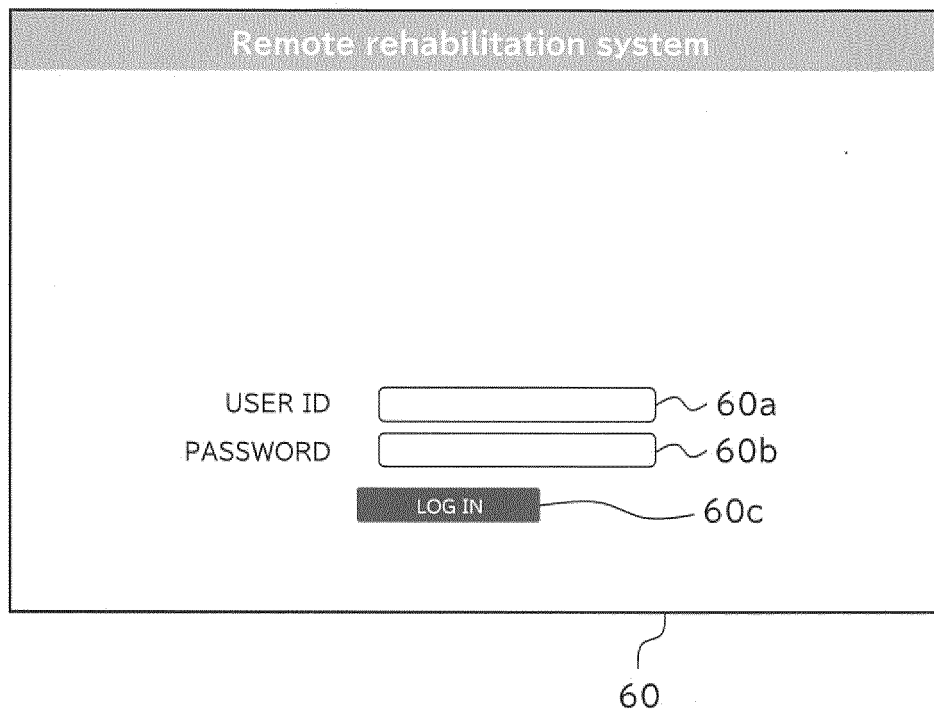 Remote rehabilitation system
USER ID 60a
PASSWORD 60b
LOG IN 60c
60